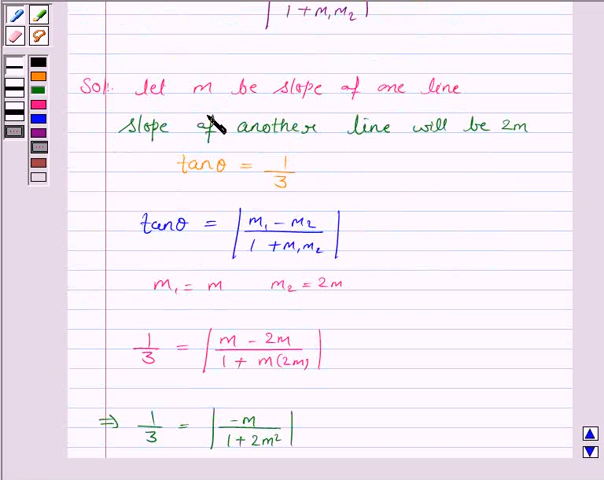 |1 + m₁m₂|
Sol. let m be slope of one line
slope of another line will be 2m
tanθ = 1/3
tanθ = |(m₁ - m₂)/(1 + m₁m₂)|
m₁ = m m₂ = 2m
1/3 = |(m - 2m)/(1 + m(2m))|
⇒ 1/3 = |(-m)/(1 + 2m²)|